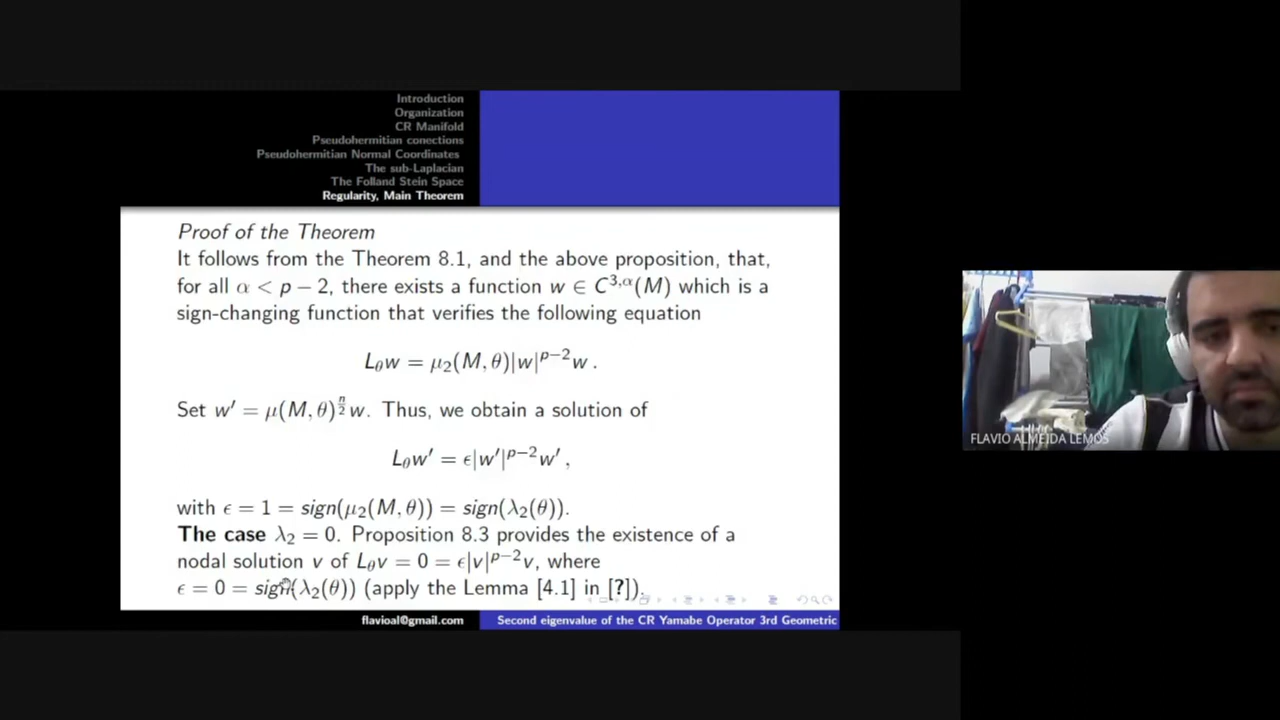 Introduction
Organization
CR Manifold
Pseudohermitian conections
Pseudohermitian Normal Coordinates
The sub-Laplacian
The Folland Stein Space
Regularity, Main Theorem
Proof of the Theorem
It follows from the Theorem 8.1, and the above proposition, that,
for all α < p − 2, there exists a function w ∈ C^{3,α}(M) which is a
sign-changing function that verifies the following equation
L_θw = μ₂(M, θ)|w|^{p−2}w .
Set w′ = μ(M, θ)^{n/2}w. Thus, we obtain a solution of
L_θw′ = ϵ|w′|^{p−2}w′ ,
with ϵ = 1 = sign(μ₂(M, θ)) = sign(λ₂(θ)).
The case λ₂ = 0. Proposition 8.3 provides the existence of a
nodal solution v of L_θv = 0 = ϵ|v|^{p−2}v, where
ϵ = 0 = sign(λ₂(θ)) (apply the Lemma [4.1] in [?]).
flavioal@gmail.com
Second eigenvalue of the CR Yamabe Operator 3rd Geometric
FLAVIO ALMEIDA LEMOS